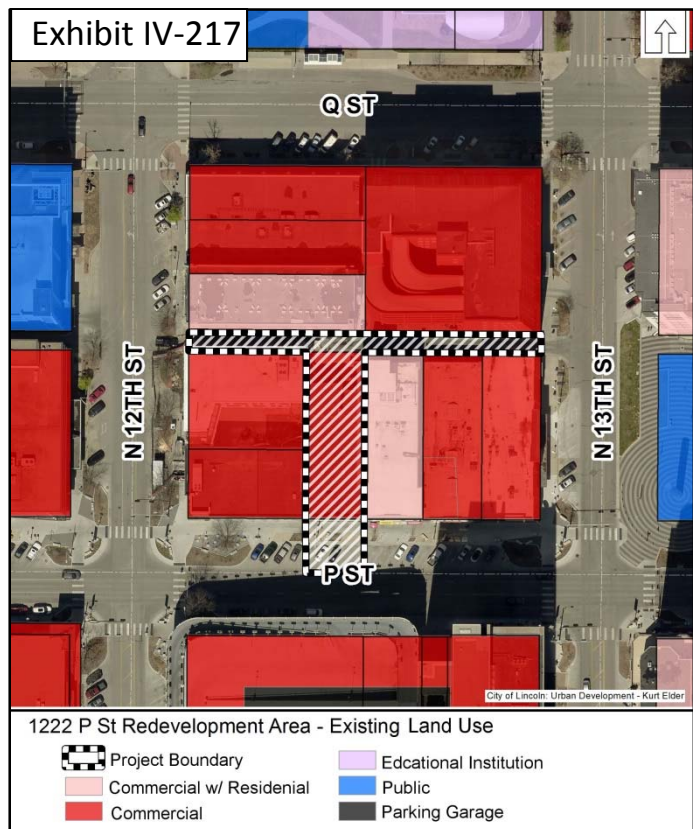 Exhibit IV-217
Q ST
N 12TH ST
N 13TH ST
P ST
City of Lincoln: Urban Development - Kurt Elder
1222 P St Redevelopment Area - Existing Land Use
Project Boundary
Commercial w/ Residenial
Commercial
Edcational Institution
Public
Parking Garage